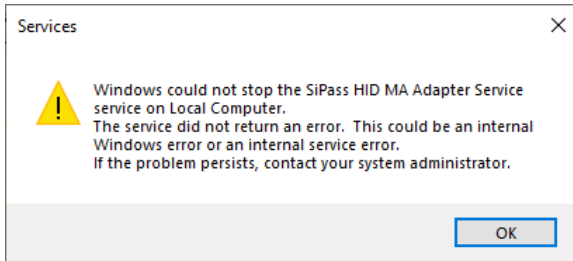 Services
Windows could not stop the SiPass HID MA Adapter Service
service on Local Computer.
The service did not return an error.  This could be an internal
Windows error or an internal service error.
If the problem persists, contact your system administrator.
OK